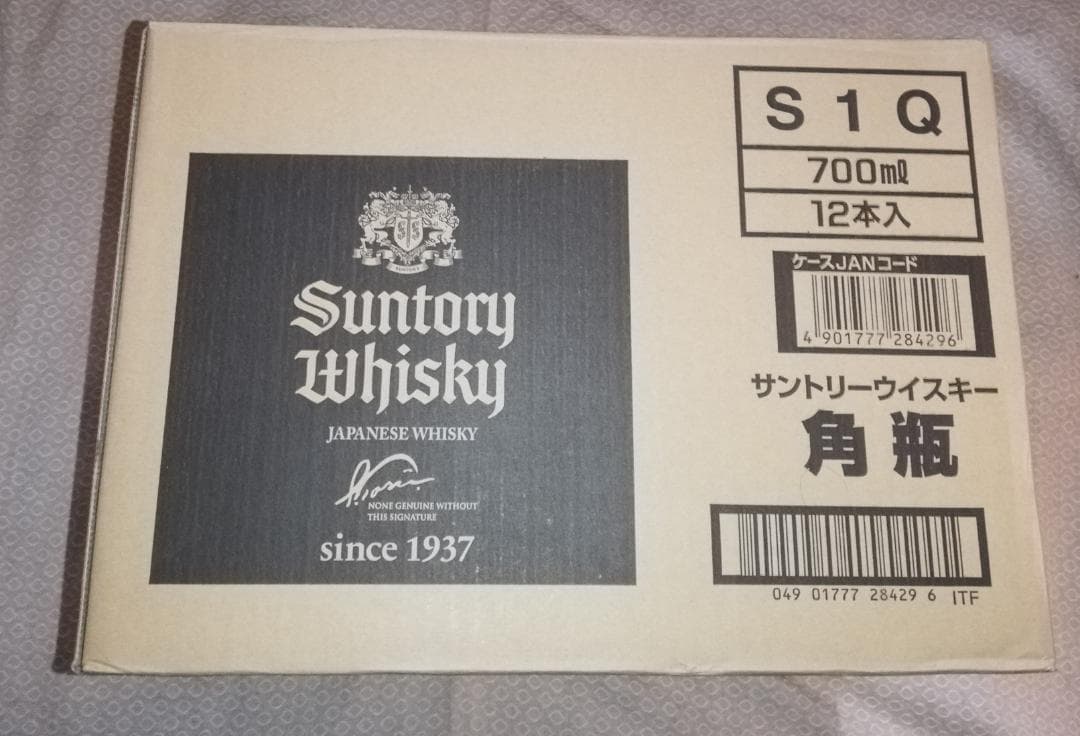 Suntory
Whisky
JAPANESE WHISKY
NONE GENUINE WITHOUT
THIS SIGNATURE
since 1937
S1Q
700ml
12本入
ケースJANコード
4 901777 284296
サントリーウイスキー
角瓶
049 01777 28429 6 ITF